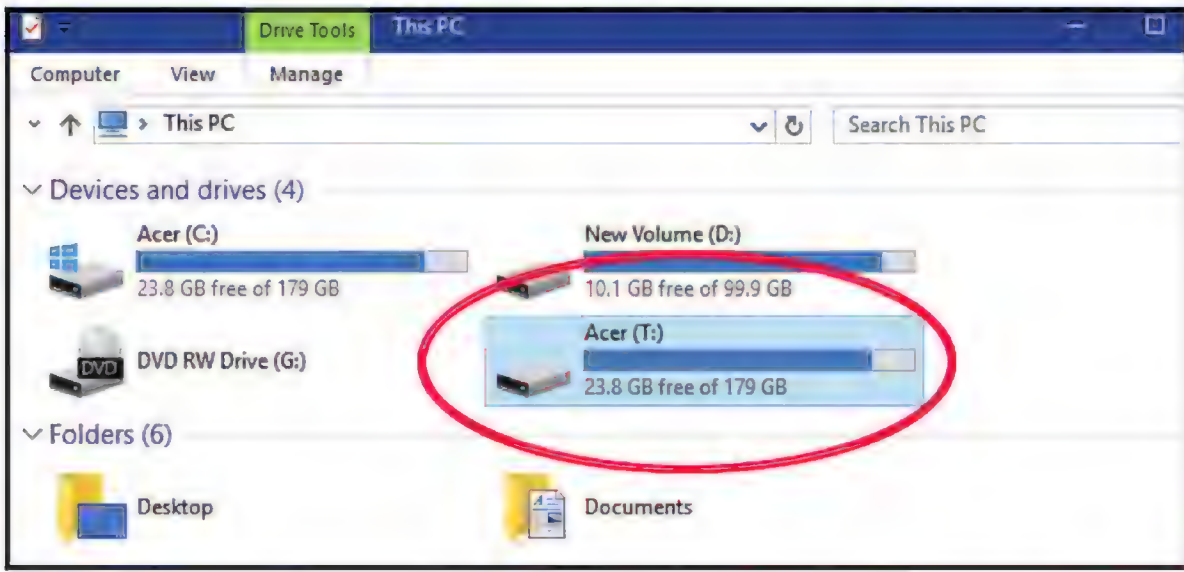 Drive Tools This PC
Computer View Manage
This PC Search This PC
Devices and drives (4)
Acer (C:) New Volume (D:)
23.8 GB free of 179 GB 10.1 GB free of 99.9 GB
Acer (T:)
DVD DVD RW Drive (G:)
23.8 GB free of 179 GB
Folders (6)
Desktop Documents